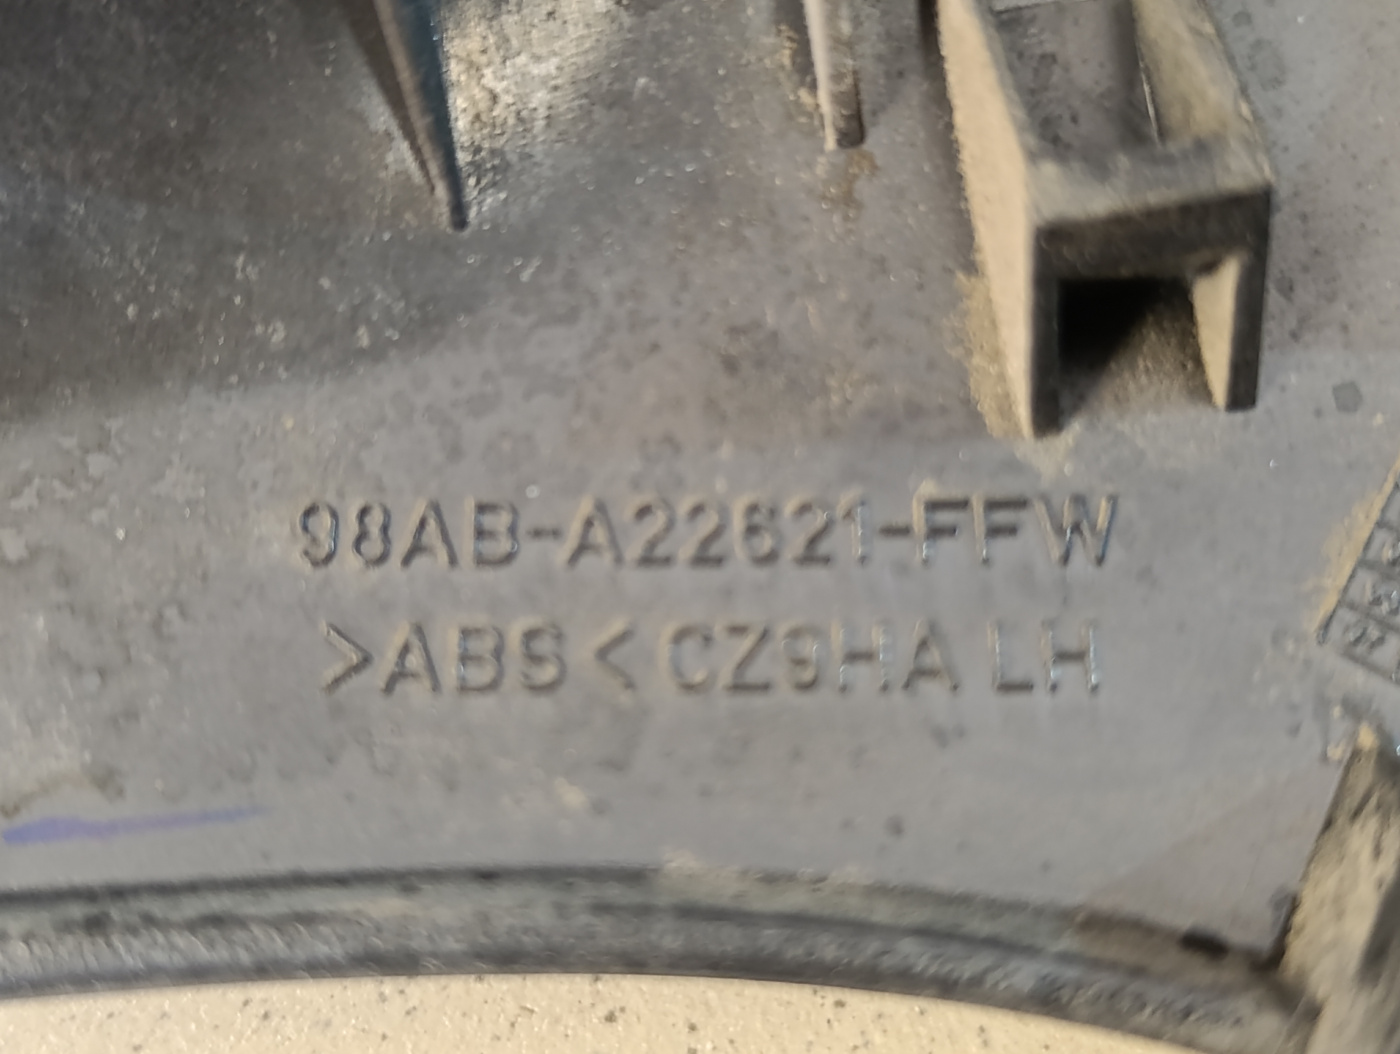 98AB-A22621-FFW
>ABS< CZ9HA LH